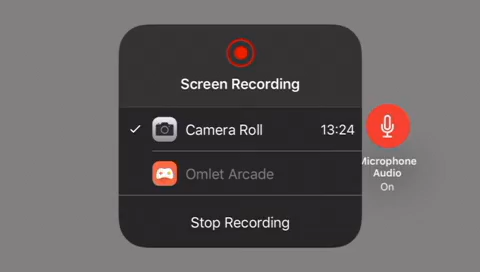 Screen Recording
Camera Roll 13:24
Omlet Arcade
Stop Recording
Microphone
Audio
On